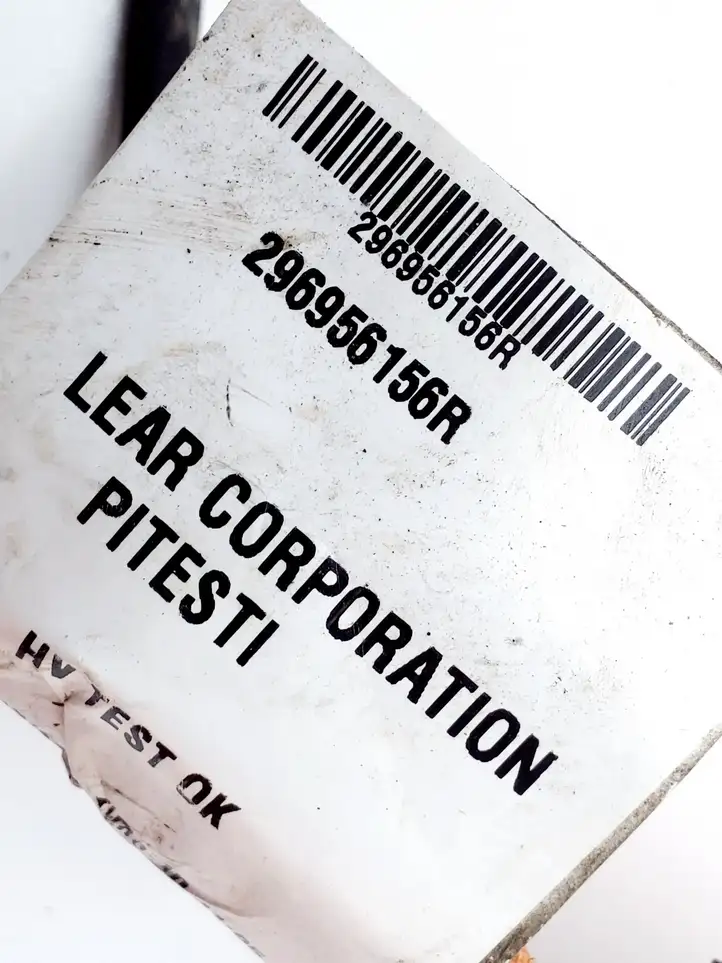 296956156R
296956156R
LEAR CORPORATION
PITESTI
HV TEST OK